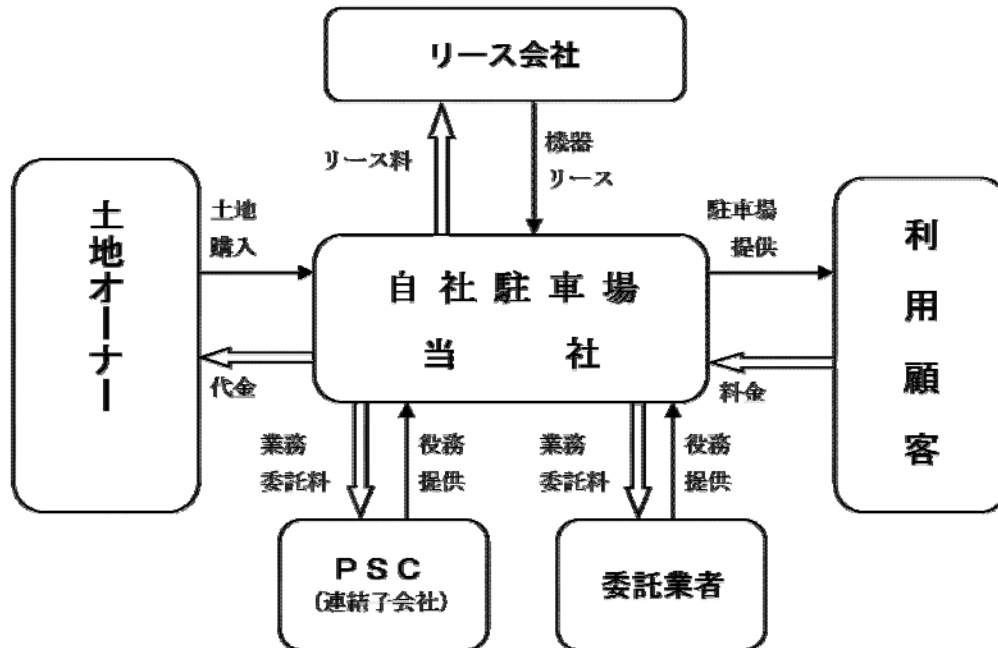 リース会社
リース料
機器
リース
土地オーナー
土地
購入
代金
自社駐車場
当社
駐車場
提供
料金
利用顧客
業務
委託料
役務
提供
業務
委託料
役務
提供
PSC
(連結子会社)
委託業者